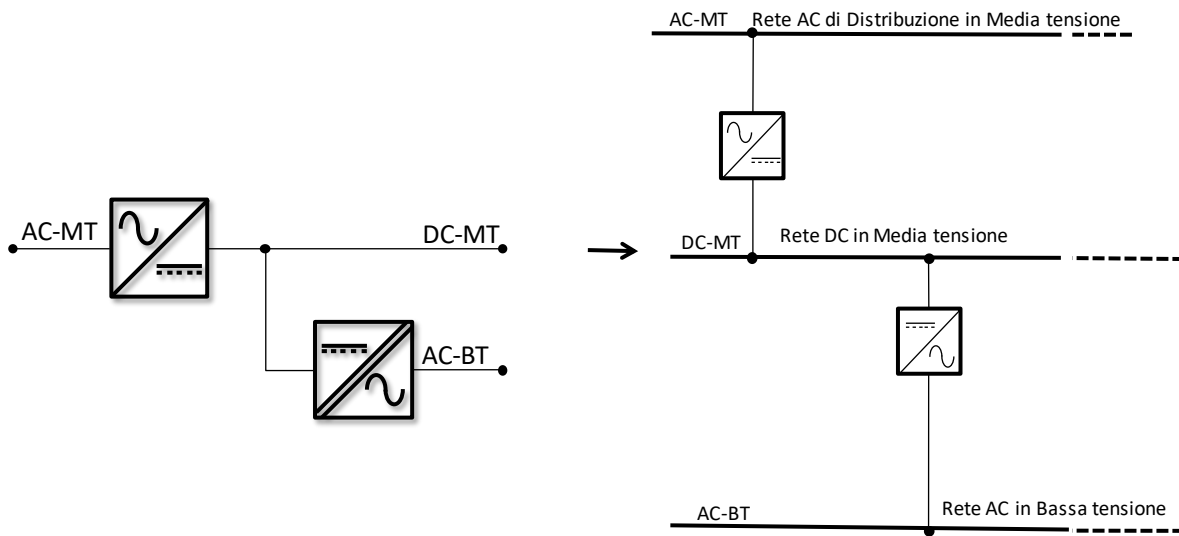 AC-MT
DC-MT
AC-BT
AC-MT Rete AC di Distribuzione in Media tensione
DC-MT Rete DC in Media tensione
AC-BT Rete AC in Bassa tensione